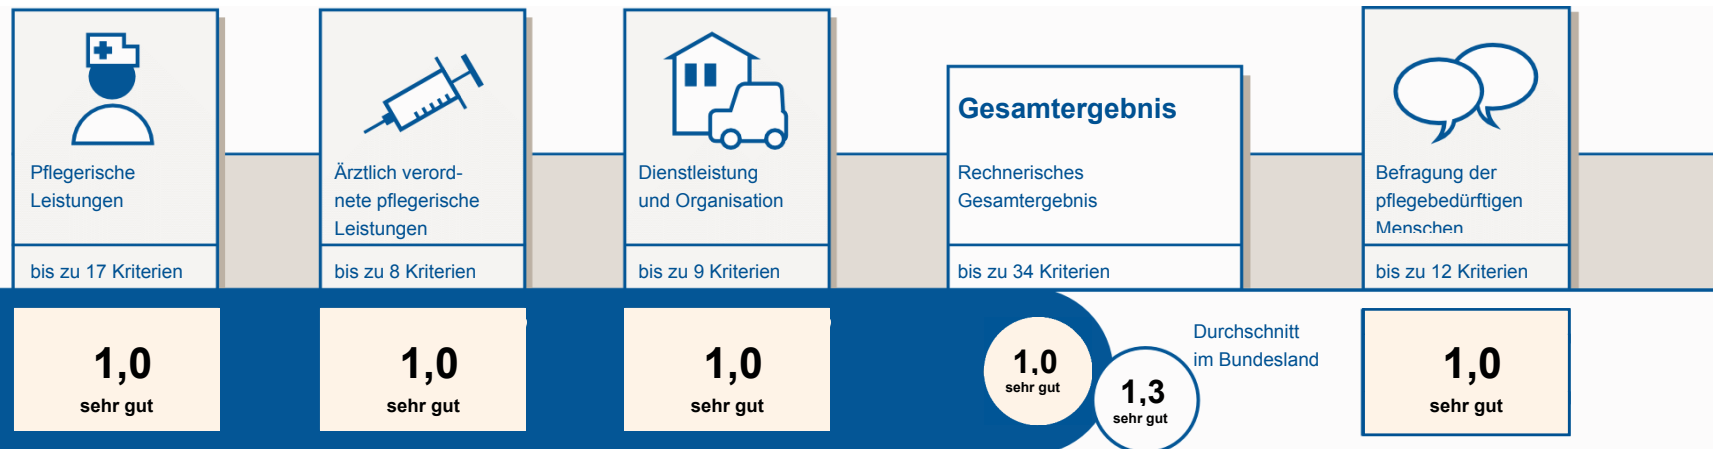 Pflegerische
Leistungen
bis zu 17 Kriterien
1,0
sehr gut
Ärztlich verord-
nete pflegerische
Leistungen
bis zu 8 Kriterien
1,0
sehr gut
Dienstleistung
und Organisation
bis zu 9 Kriterien
1,0
sehr gut
Gesamtergebnis
Rechnerisches
Gesamtergebnis
bis zu 34 Kriterien
1,0
sehr gut
1,3
sehr gut
Durchschnitt
im Bundesland
Befragung der
pflegebedürftigen
Menschen
bis zu 12 Kriterien
1,0
sehr gut